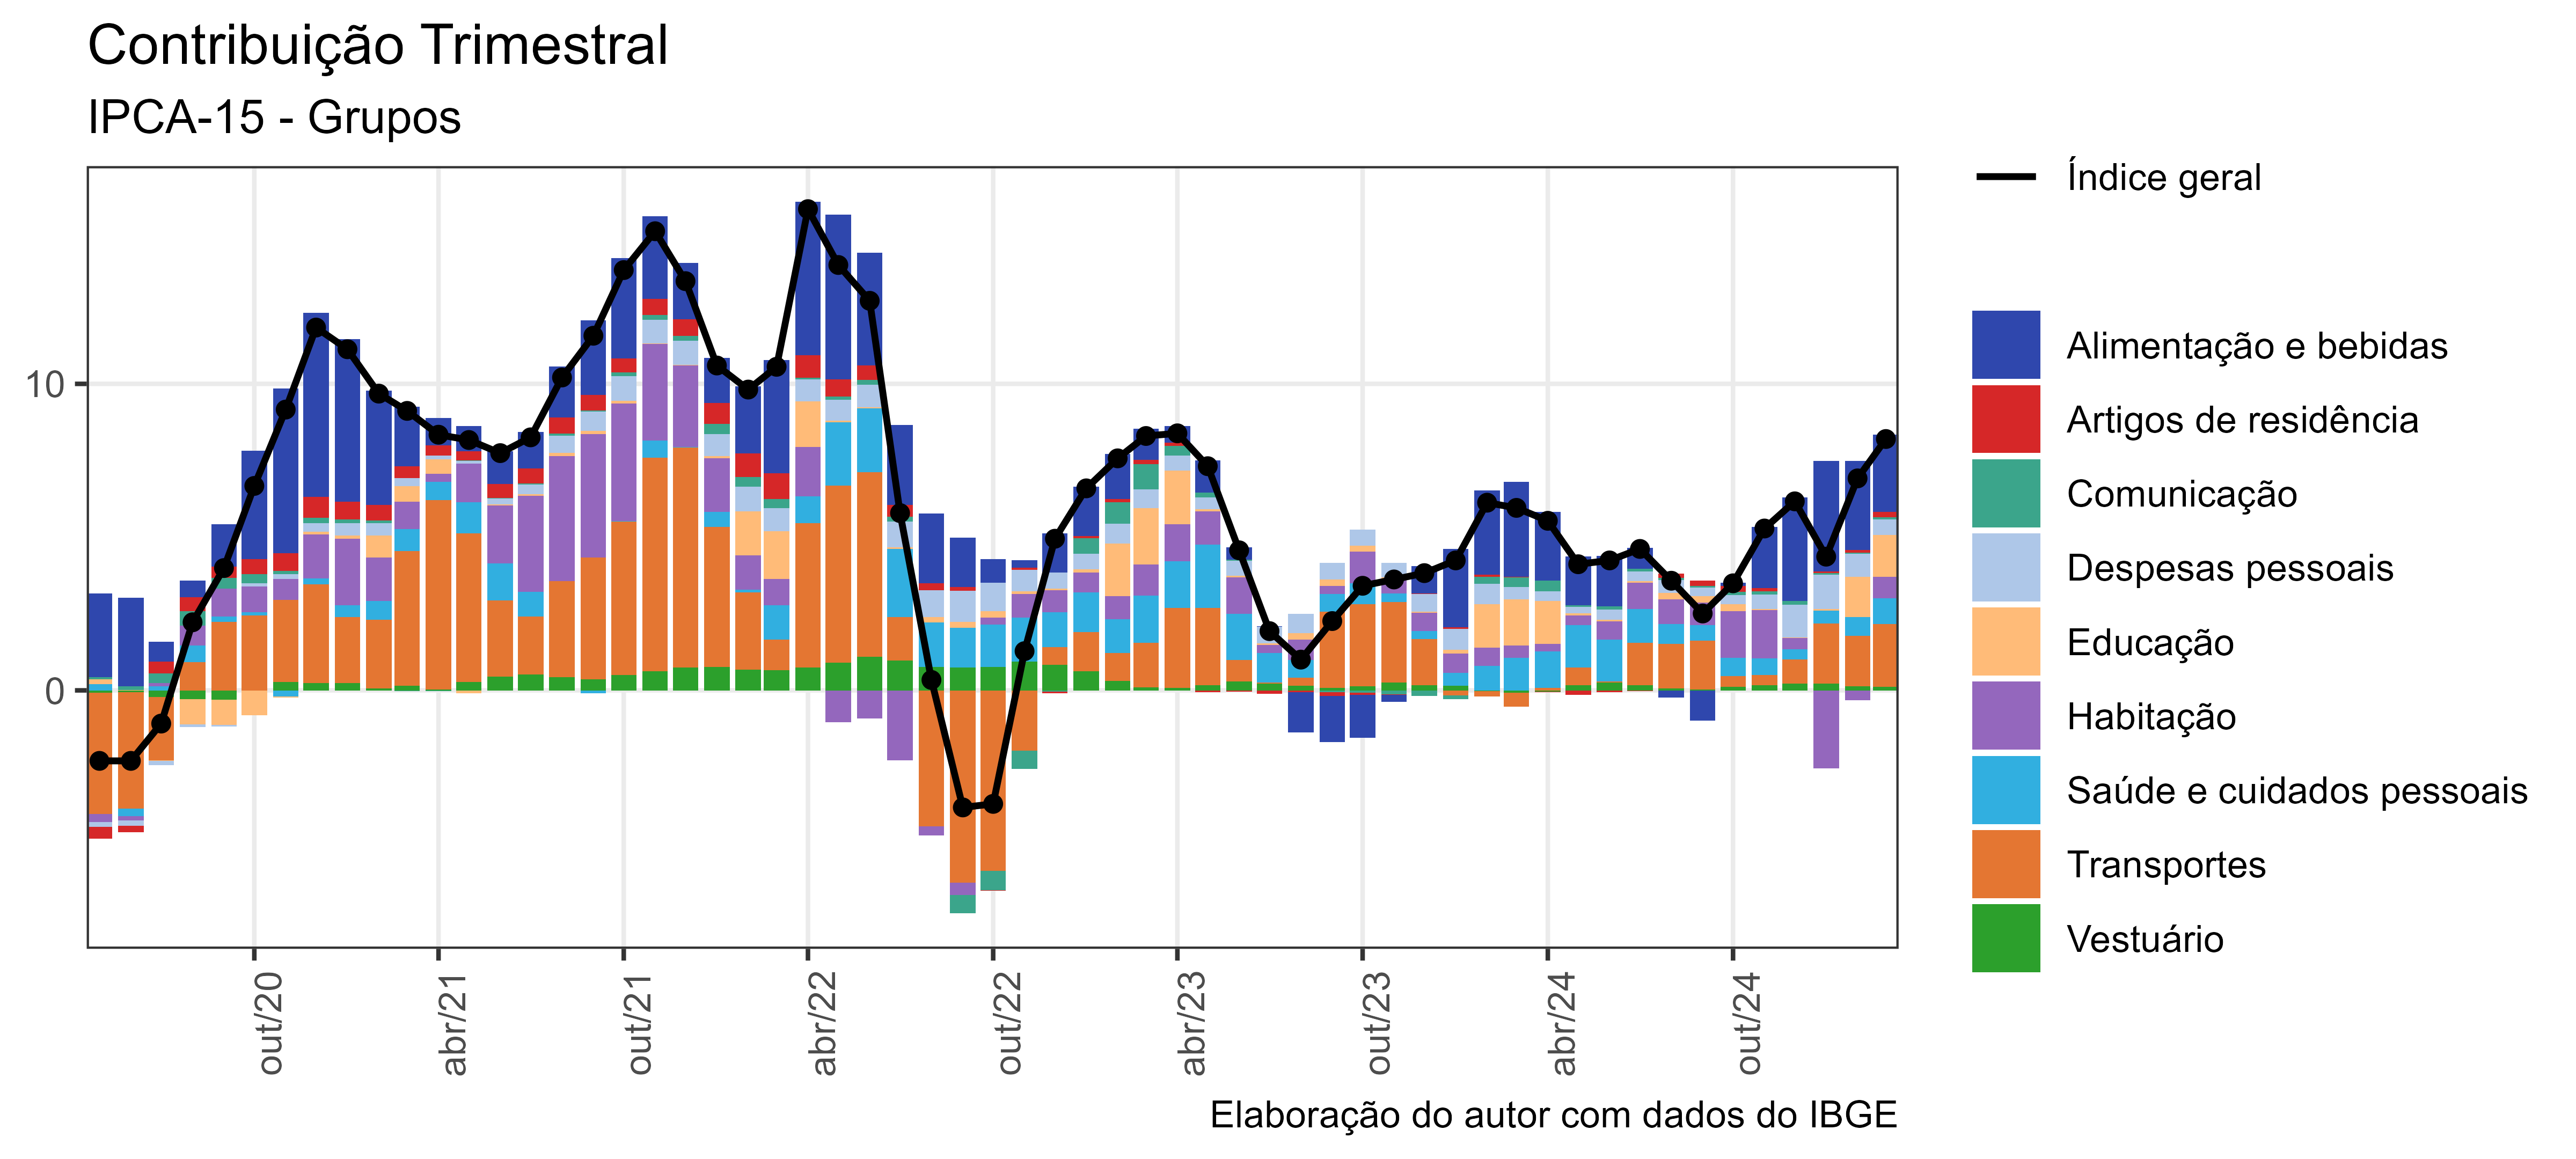 Contribuição Trimestral
IPCA-15 - Grupos
10
0
out/20
abr/21
out/21
abr/22
out/22
abr/23
out/23
abr/24
out/24
Elaboração do autor com dados do IBGE
Índice geral
Alimentação e bebidas
Artigos de residência
Comunicação
Despesas pessoais
Educação
Habitação
Saúde e cuidados pessoais
Transportes
Vestuário